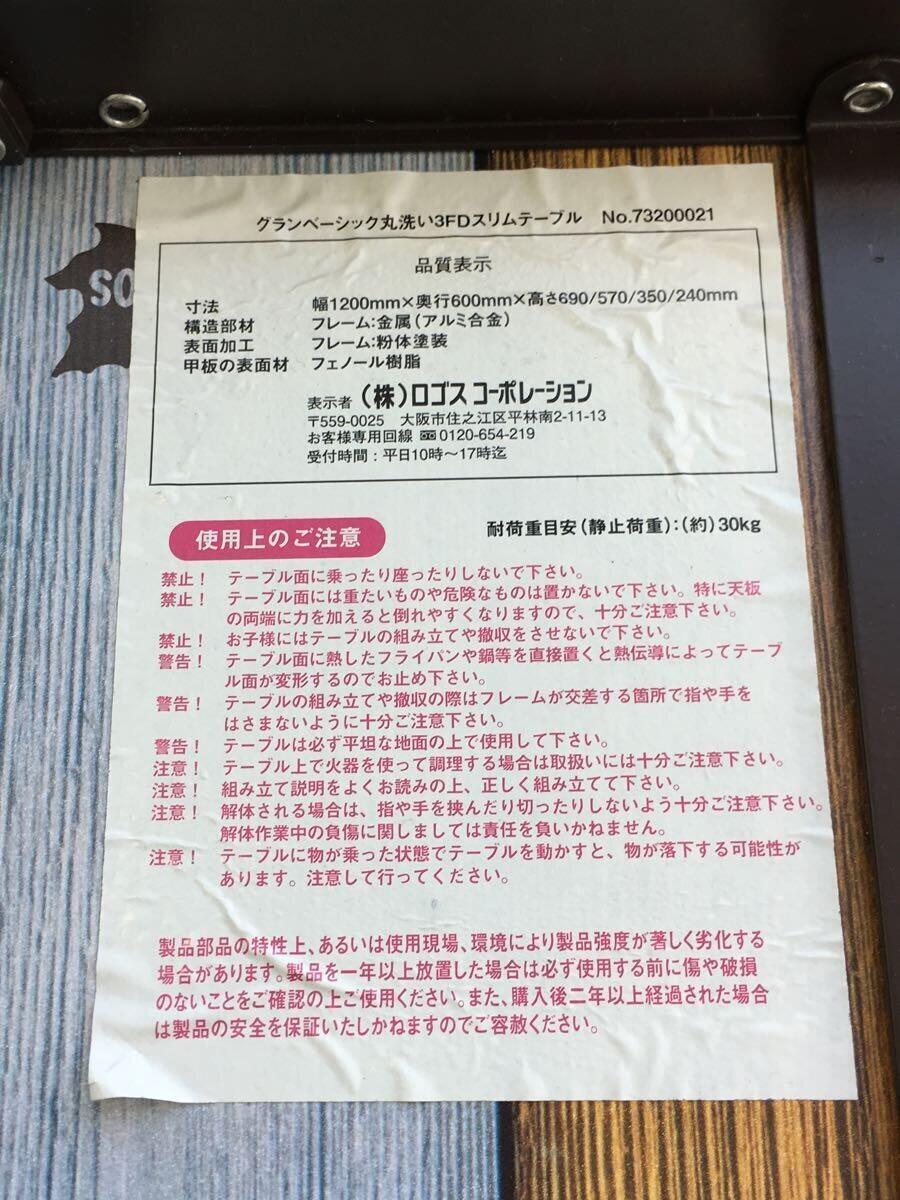 グランベーシック丸洗い3FDスリムテーブル No.73200021
品質表示
寸法 幅1200mm×奥行600mm×高さ690/570/350/240mm
構造部材 フレーム:金属(アルミ合金)
表面加工 フレーム:粉体塗装
甲板の表面材 フェノール樹脂
表示者 (株)ロゴス コーポレーション
〒559-0025 大阪市住之江区平林南2-11-13
お客様専用回線 0120-654-219
受付時間:平日10時〜17時迄
SO
使用上のご注意
耐荷重目安(静止荷重):(約)30kg
禁止! テーブル面に乗ったり座ったりしないで下さい。
禁止! テーブル面には重たいものや危険なものは置かないで下さい。特に天板
の両端に力を加えると倒れやすくなりますので、十分ご注意下さい。
禁止! お子様にはテーブルの組み立てや撤収をさせないで下さい。
警告! テーブル面に熱したフライパンや鍋等を直接置くと熱伝導によってテーブ
ル面が変形するのでお止め下さい。
警告! テーブルの組み立てや撤収の際はフレームが交差する箇所で指や手を
はさまないように十分ご注意下さい。
警告! テーブルは必ず平坦な地面の上で使用して下さい。
注意! テーブル上で火器を使って調理する場合は取扱いには十分ご注意下さい。
注意! 組み立て説明をよくお読みの上、正しく組み立てて下さい。
注意! 解体される場合は、指や手を挟んだり切ったりしないよう十分ご注意下さい。
解体作業中の負傷に関しましては責任を負いかねません。
注意! テーブルに物が乗った状態でテーブルを動かすと、物が落下する可能性が
あります。注意して行ってください。
製品部品の特性上、あるいは使用現場、環境により製品強度が著しく劣化する
場合があります。製品を一年以上放置した場合は必ず使用する前に傷や破損
のないことをご確認の上ご使用ください。また、購入後二年以上経過された場合
は製品の安全を保証いたしかねますのでご容赦ください。